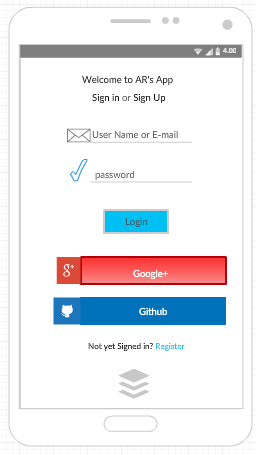 4.00
Welcome to AR's App
Sign in or Sign Up
User Name or E-mail
password
Login
g+ Google+
Github
Not yet Signed in? Register